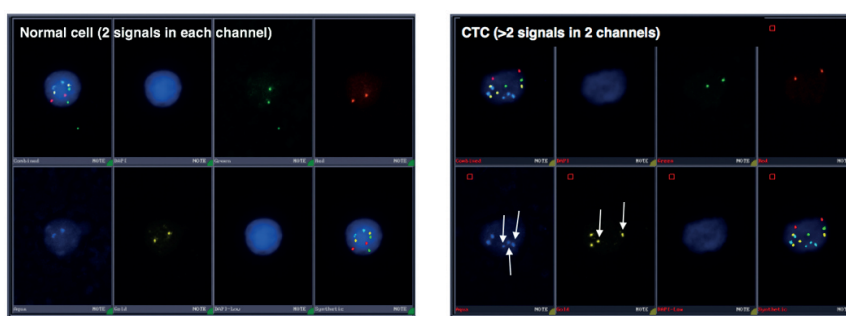 Normal cell (2 signals in each channel)
Combined NOTE DAPI NOTE Green NOTE Red NOTE
Aqua NOTE Gold NOTE DAPI-Low NOTE Synthetic NOTE
CTC (>2 signals in 2 channels)
Combined NOTE DAPI NOTE Green NOTE Red NOTE
Aqua NOTE Gold NOTE DAPI Low NOTE Synthetic NOTE